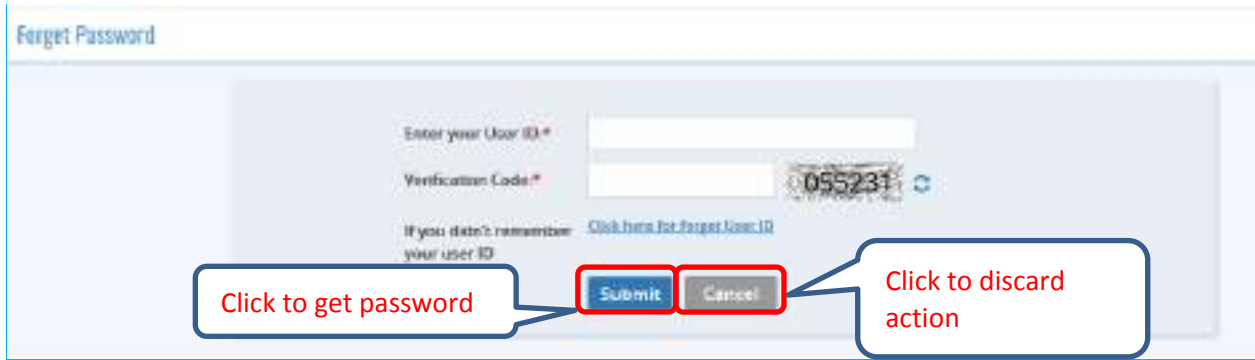 Forget Password
Enter your User ID:*
Verification Code:*
055231
If you didn't remember Click here for forget User ID
your user ID
Submit Cancel
Click to get password
Click to discard
action